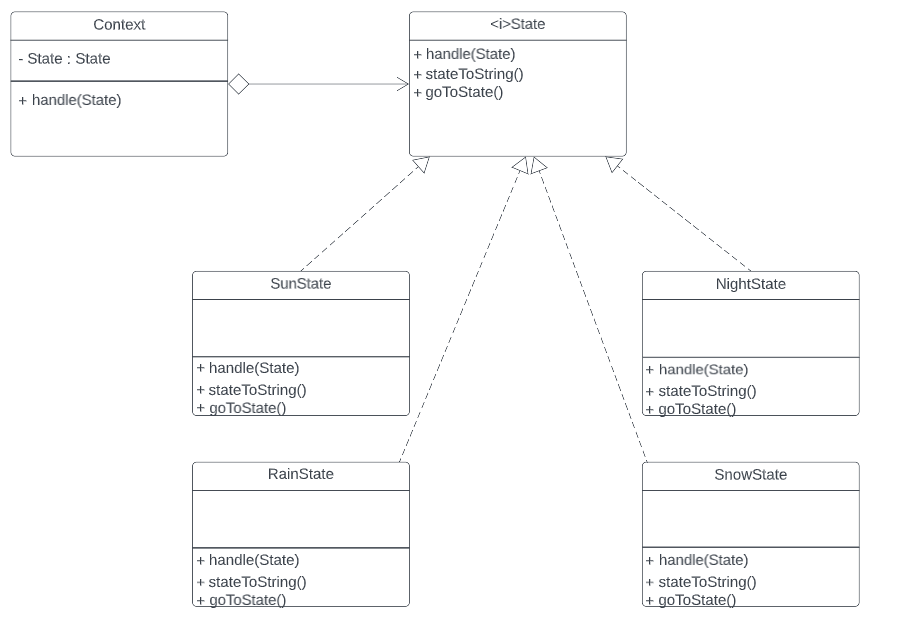 Context
- State : State
+ handle(State)
<i>State
+ handle(State)
+ stateToString()
+ goToState()
SunState
+ handle(State)
+ stateToString()
+ goToState()
NightState
+ handle(State)
+ stateToString()
+ goToState()
RainState
+ handle(State)
+ stateToString()
+ goToState()
SnowState
+ handle(State)
+ stateToString()
+ goToState()